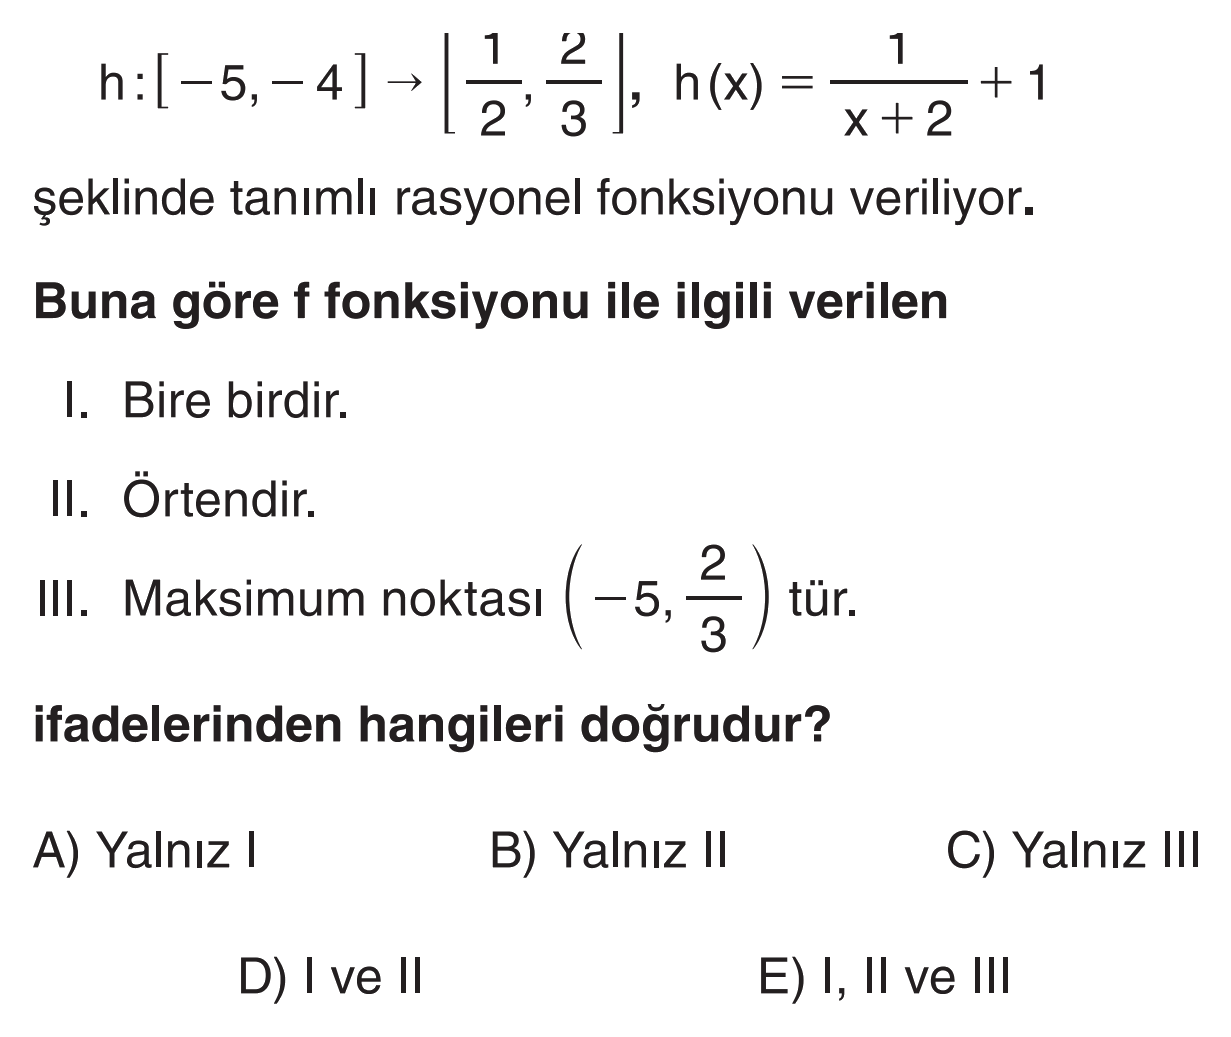 h:[−5,−4] → [1/2, 2/3], h(x) = 1/(x+2) + 1
şeklinde tanımlı rasyonel fonksiyonu veriliyor.
Buna göre f fonksiyonu ile ilgili verilen
I. Bire birdir.
II. Örtendir.
III. Maksimum noktası (−5, 2/3) tür.
ifadelerinden hangileri doğrudur?
A) Yalnız I B) Yalnız II C) Yalnız III
D) I ve II E) I, II ve III